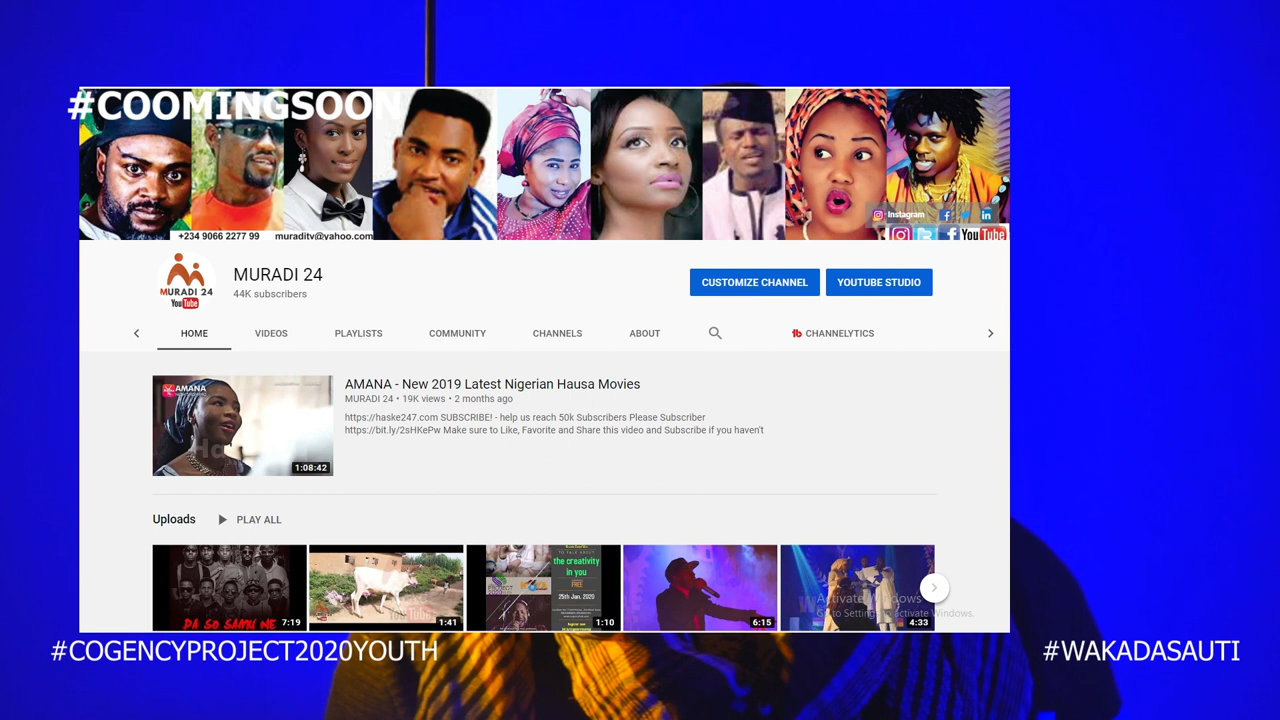 #COOMINGSOON
+234 9066 2277 99
muraditv@yahoo.com
Instagram
You Tube
MURADI 24
YouTube
MURADI 24
44K subscribers
CUSTOMIZE CHANNEL
YOUTUBE STUDIO
HOME
VIDEOS
PLAYLISTS
COMMUNITY
CHANNELS
ABOUT
CHANNELYTICS
AMANA
1:08:42
AMANA - New 2019 Latest Nigerian Hausa Movies
MURADI 24 • 19K views • 2 months ago
https://haske247.com SUBSCRIBE! - help us reach 50k Subscribers Please Subscriber
https://bit.ly/2sHKePw Make sure to Like, Favorite and Share this video and Subscribe if you haven't
Uploads
PLAY ALL
DA SO SAMU NE
7:19
YouTube
1:41
TO TALK ABOUT
the creativity
in you
FREE
25th Jan, 2020
1:10
6:15
4:33
Activate Windows
Go to Settings to activate Windows.
#COGENCYPROJECT2020YOUTH
#WAKADASAUTI